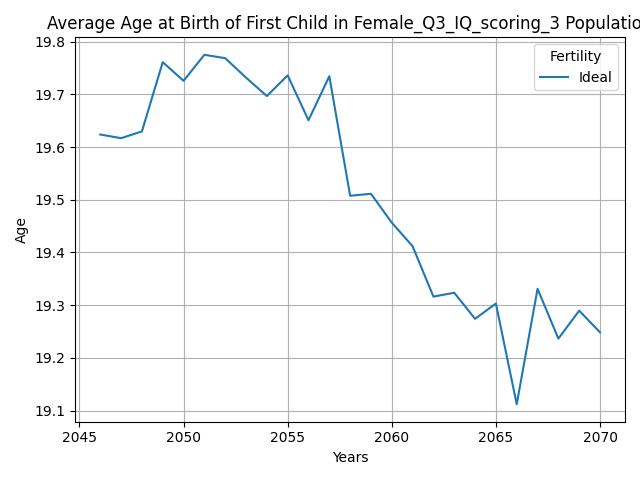 Average Age at Birth of First Child in Female_Q3_IQ_scoring_3 Populatio
Fertility
Ideal
Age
19.8
19.7
19.6
19.5
19.4
19.3
19.2
19.1
2045 2050 2055 2060 2065 2070
Years